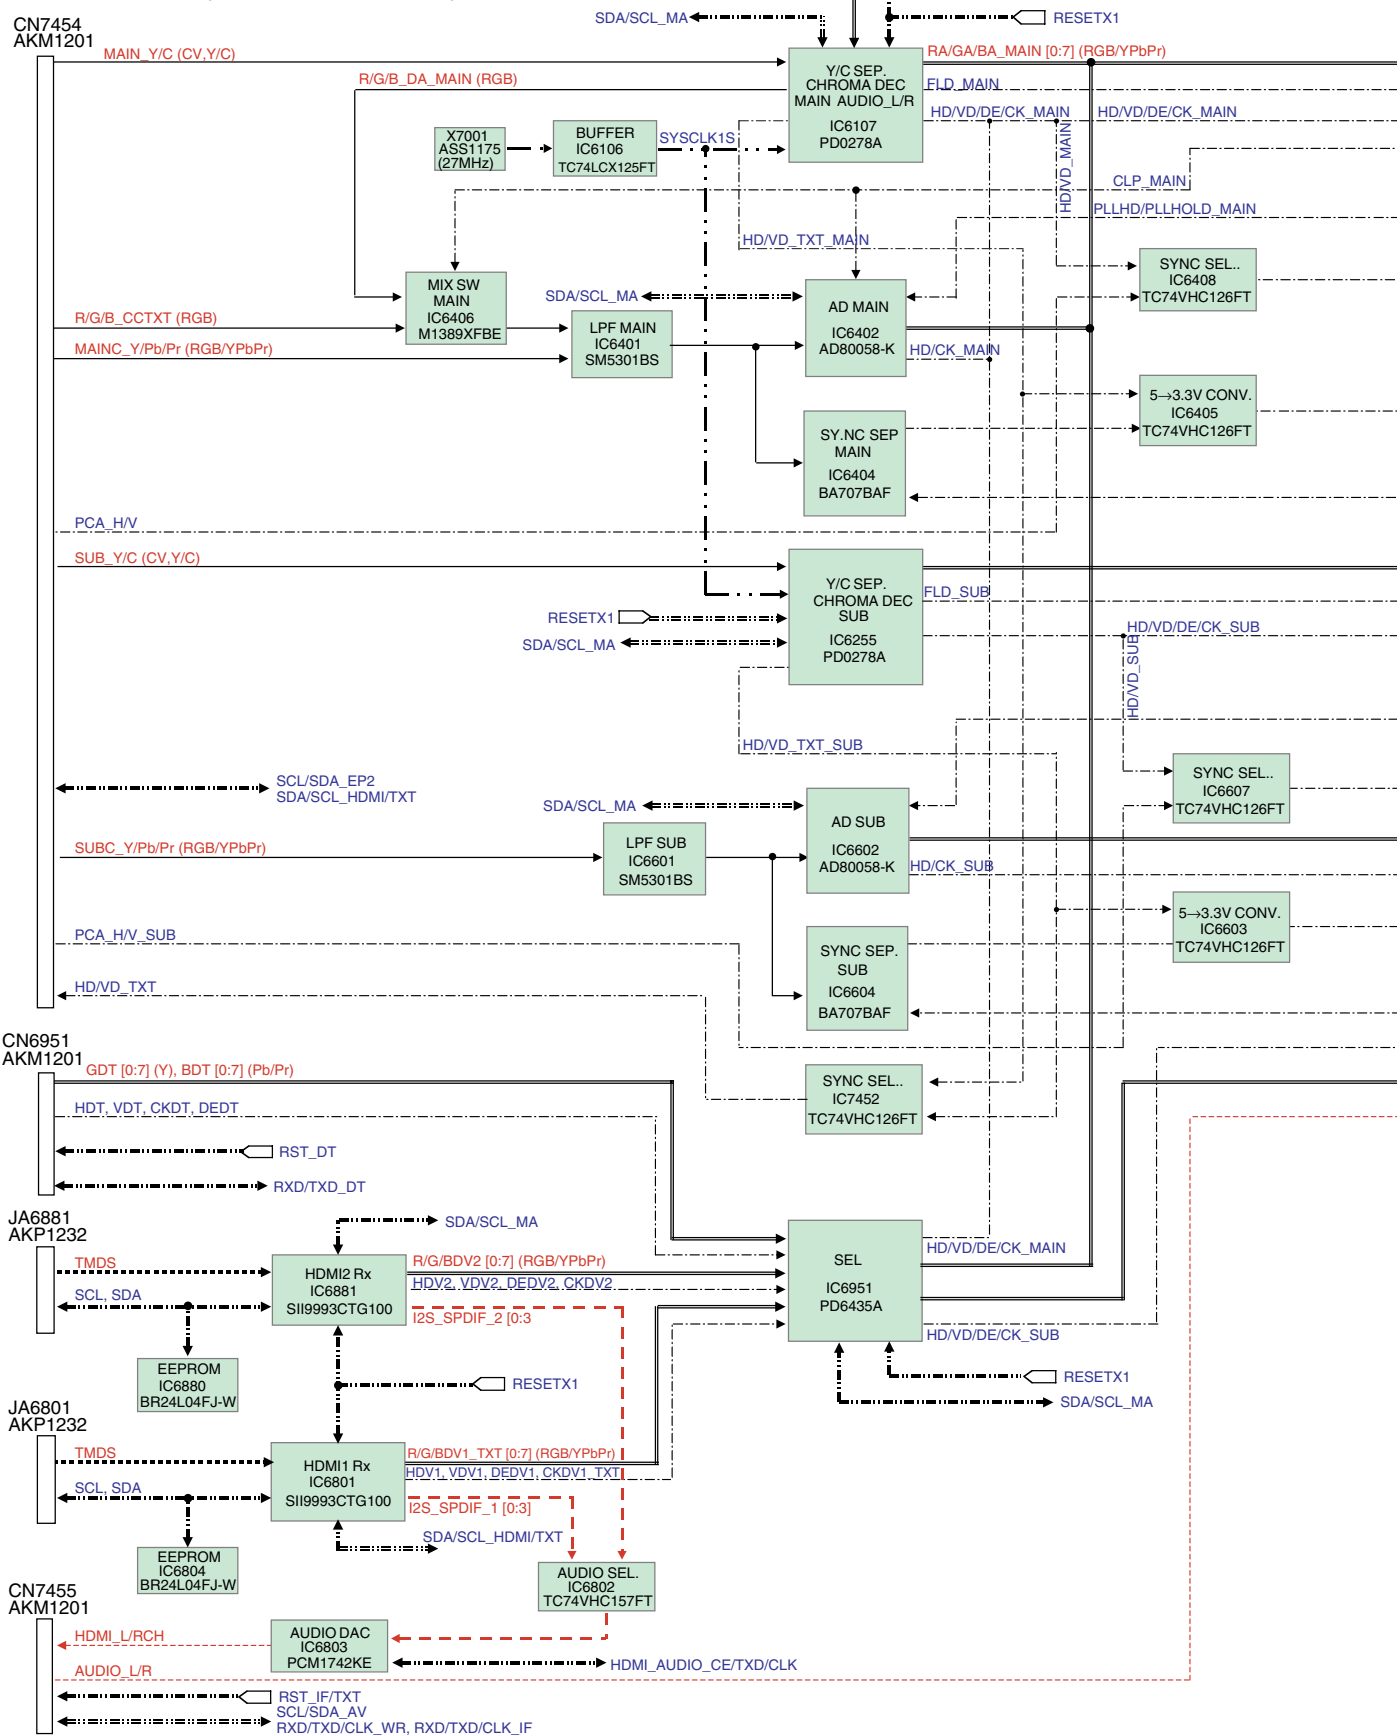 CN7454
AKM1201
SDA/SCL_MA
RESETX1
MAIN_Y/C (CV,Y/C)
RA/GA/BA_MAIN [0:7] (RGB/YPbPr)
R/G/B_DA_MAIN (RGB)
Y/C SEP.
CHROMA DEC
MAIN AUDIO_L/R
IC6107
PD0278A
FLD_MAIN
HD/VD/DE/CK_MAIN
HD/VD/DE/CK_MAIN
HD/VD_MAIN
X7001
ASS1175
(27MHz)
BUFFER
IC6106
TC74LCX125FT
SYSCLK1S
CLP_MAIN
PLLHD/PLLHOLD_MAIN
HD/VD_TXT_MAIN
MIX SW
MAIN
IC6406
M1389XFBE
SDA/SCL_MA
AD MAIN
IC6402
AD80058-K
SYNC SEL..
IC6408
TC74VHC126FT
R/G/B_CCTXT (RGB)
MAINC_Y/Pb/Pr (RGB/YPbPr)
LPF MAIN
IC6401
SM5301BS
HD/CK_MAIN
5→3.3V CONV.
IC6405
TC74VHC126FT
SY.NC SEP
MAIN
IC6404
BA707BAF
PCA_H/V
SUB_Y/C (CV,Y/C)
Y/C SEP.
CHROMA DEC
SUB
IC6255
PD0278A
FLD_SUB
RESETX1
SDA/SCL_MA
HD/VD/DE/CK_SUB
HD/VD_SUB
HD/VD_TXT_SUB
SCL/SDA_EP2
SDA/SCL_HDMI/TXT
SYNC SEL..
IC6607
TC74VHC126FT
SDA/SCL_MA
AD SUB
IC6602
AD80058-K
SUBC_Y/Pb/Pr (RGB/YPbPr)
LPF SUB
IC6601
SM5301BS
HD/CK_SUB
5→3.3V CONV.
IC6603
TC74VHC126FT
PCA_H/V_SUB
SYNC SEP.
SUB
IC6604
BA707BAF
HD/VD_TXT
CN6951
AKM1201
GDT [0:7] (Y), BDT [0:7] (Pb/Pr)
HDT, VDT, CKDT, DEDT
SYNC SEL..
IC7452
TC74VHC126FT
RST_DT
RXD/TXD_DT
JA6881
AKP1232
SDA/SCL_MA
TMDS
SCL, SDA
HDMI2 Rx
IC6881
SII9993CTG100
R/G/BDV2 [0:7] (RGB/YPbPr)
HDV2, VDV2, DEDV2, CKDV2
I2S_SPDIF_2 [0:3
SEL
IC6951
PD6435A
HD/VD/DE/CK_MAIN
HD/VD/DE/CK_SUB
EEPROM
IC6880
BR24L04FJ-W
RESETX1
RESETX1
SDA/SCL_MA
JA6801
AKP1232
TMDS
SCL, SDA
HDMI1 Rx
IC6801
SII9993CTG100
R/G/BDV1_TXT [0:7] (RGB/YPbPr)
HDV1, VDV1, DEDV1, CKDV1_TXT
I2S_SPDIF_1 [0:3]
SDA/SCL_HDMI/TXT
EEPROM
IC6804
BR24L04FJ-W
AUDIO SEL.
IC6802
TC74VHC157FT
CN7455
AKM1201
HDMI_L/RCH
AUDIO DAC
IC6803
PCM1742KE
HDMI_AUDIO_CE/TXD/CLK
AUDIO_L/R
RST_IF/TXT
SCL/SDA_AV
RXD/TXD/CLK_WR, RXD/TXD/CLK_IF